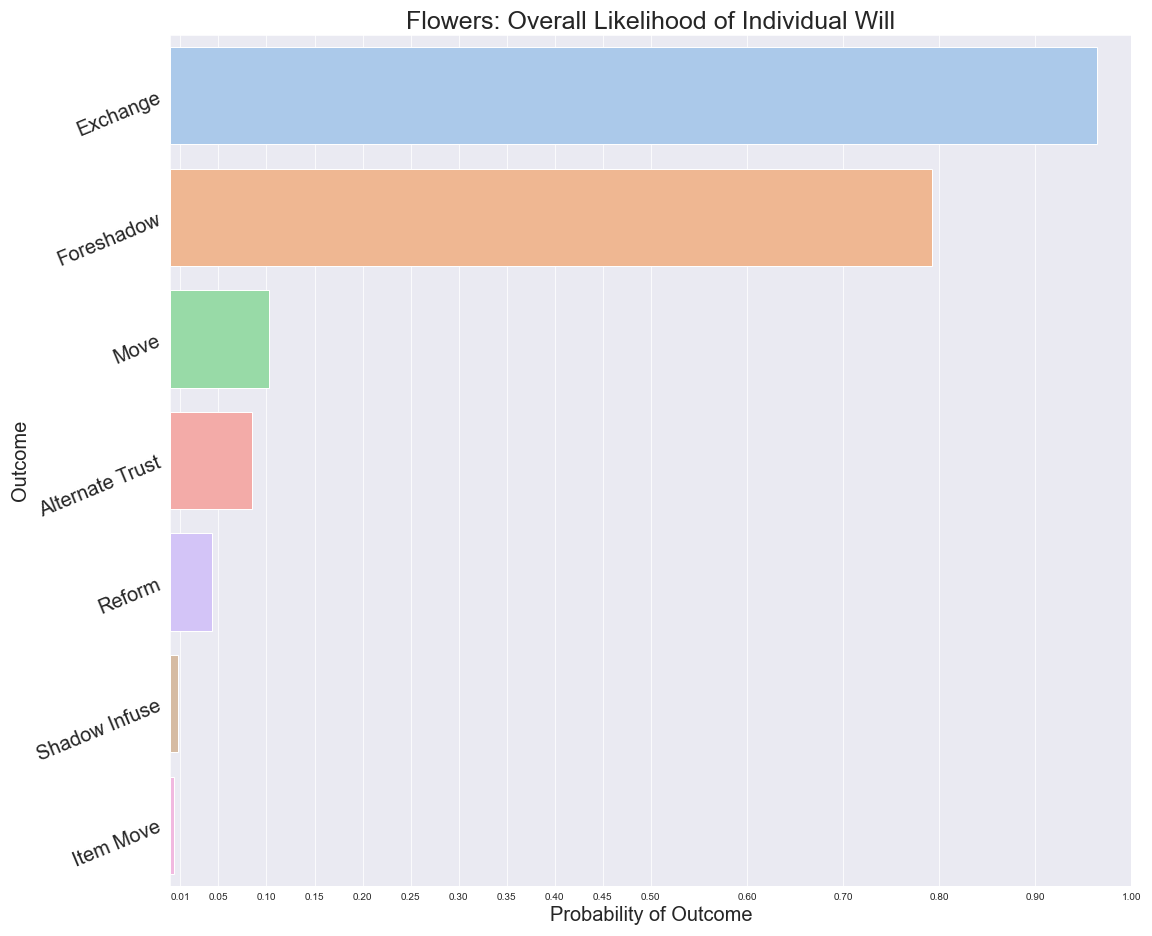 Flowers: Overall Likelihood of Individual Will
Outcome
Exchange
Foreshadow
Move
Alternate Trust
Reform
Shadow Infuse
Item Move
0.01 0.05 0.10 0.15 0.20 0.25 0.30 0.35 0.40 0.45 0.50 0.60 0.70 0.80 0.90 1.00
Probability of Outcome